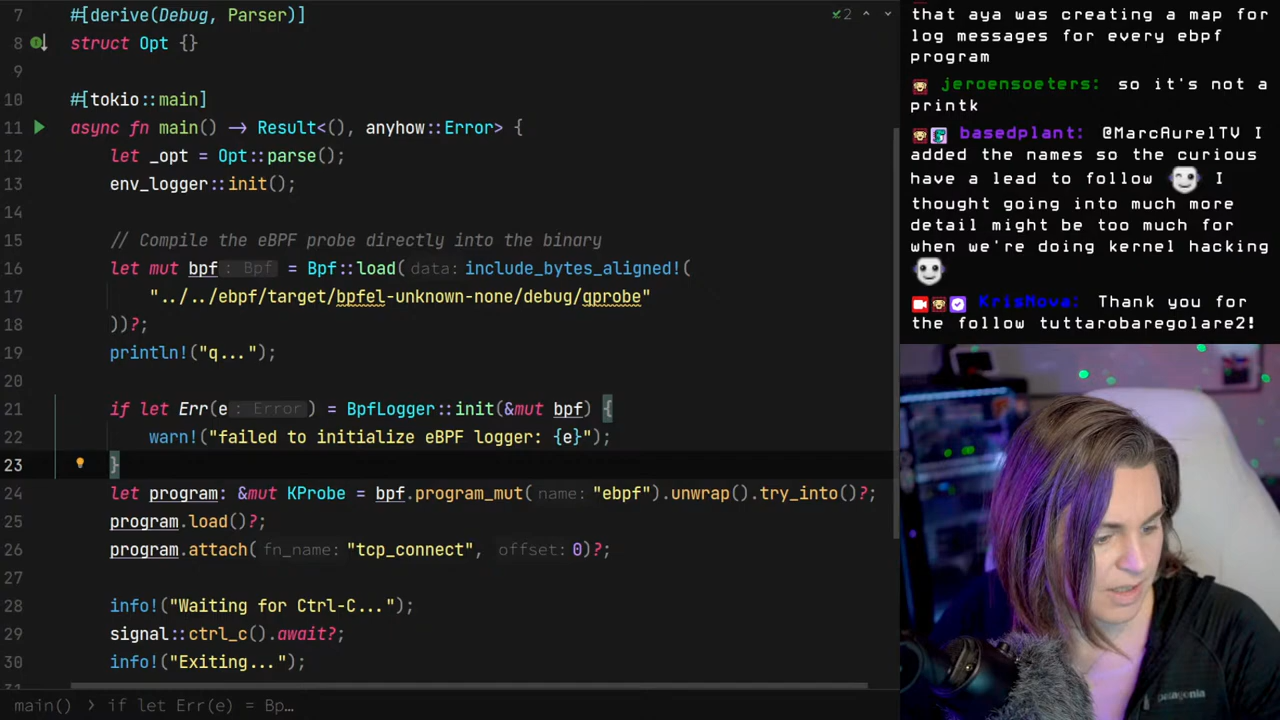 7 #[derive(Debug, Parser)]
8 struct Opt {}
9
10 #[tokio::main]
11 async fn main() → Result<(), anyhow::Error> {
12 let _opt = Opt::parse();
13 env_logger::init();
14
15 // Compile the eBPF probe directly into the binary
16 let mut bpf : Bpf = Bpf::load( data: include_bytes_aligned!(
17 "../../ebpf/target/bpfel-unknown-none/debug/qprobe"
18 ))?;
19 println!("q...");
20
21 if let Err(e : Error ) = BpfLogger::init(&mut bpf) {
22 warn!("failed to initialize eBPF logger: {e}");
23 }
24 let program: &mut KProbe = bpf.program_mut( name: "ebpf").unwrap().try_into()?;
25 program.load()?;
26 program.attach( fn_name: "tcp_connect", offset: 0)?;
27
28 info!("Waiting for Ctrl-C...");
29 signal::ctrl_c().await?;
30 info!("Exiting...");
2
main() > if let Err(e) = Bp…
that aya was creating a map for
log messages for every ebpf
program
jeroensoeters: so it's not a
printk
basedplant: @MarcAurelTV I
added the names so the curious
have a lead to follow I
thought going into much more
detail might be too much for
when we're doing kernel hacking
KrisNova: Thank you for
the follow tuttarobaregolare2!
patagonia